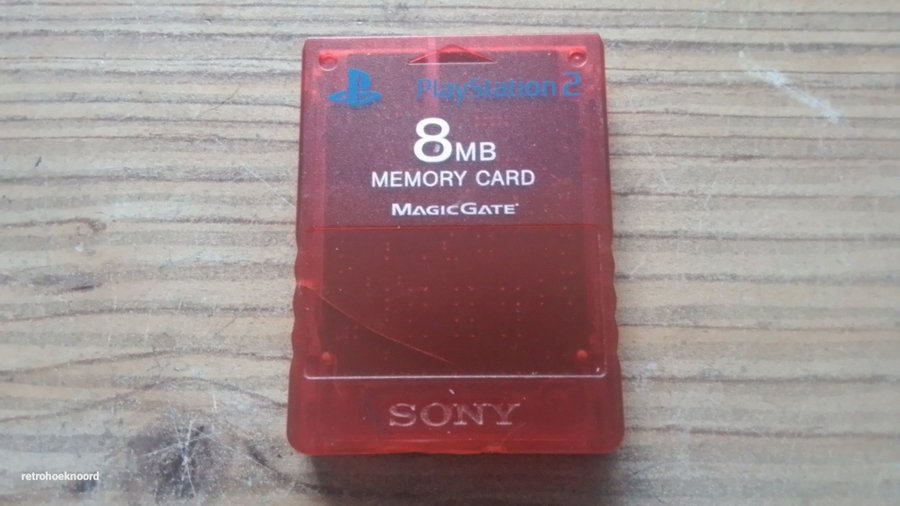 PlayStation 2
8MB
MEMORY CARD
MAGICGATE
SONY
retrohoeknoord